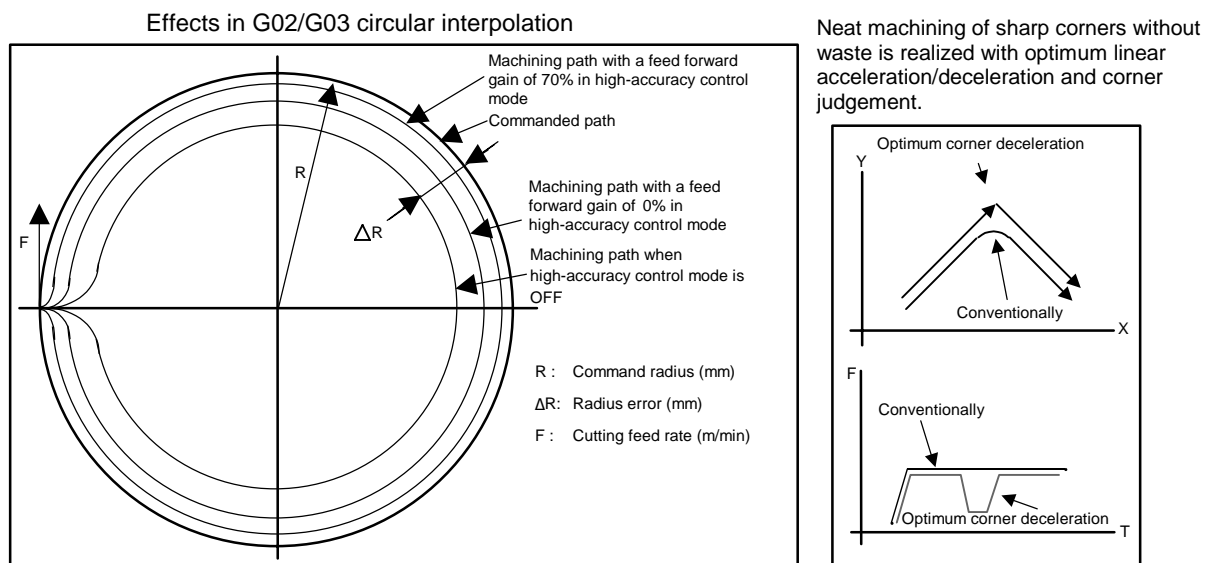 Effects in G02/G03 circular interpolation
Machining path with a feed forward
gain of 70% in high-accuracy control
mode
Commanded path
R
Machining path with a feed
forward gain of 0% in
high-accuracy control mode
ΔR
F
Machining path when
high-accuracy control mode is
OFF
R : Command radius (mm)
ΔR: Radius error (mm)
F : Cutting feed rate (m/min)
Neat machining of sharp corners without
waste is realized with optimum linear
acceleration/deceleration and corner
judgement.
Optimum corner deceleration
Y
Conventionally
X
F
Conventionally
Optimum corner deceleration
T